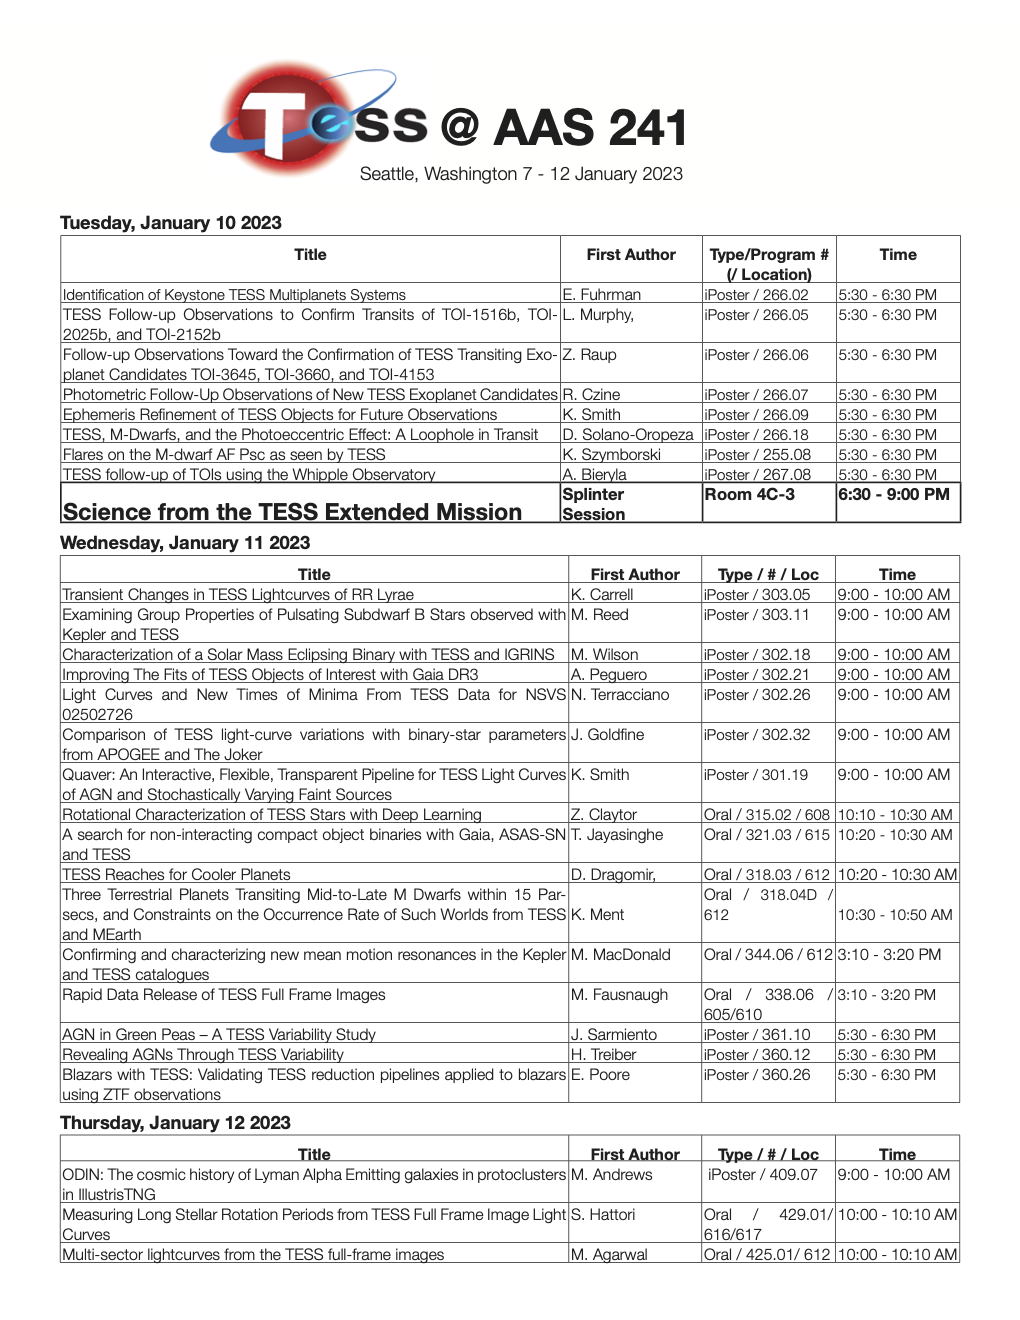 Tess @ AAS 241
Seattle, Washington 7 - 12 January 2023
Tuesday, January 10 2023
Title First Author Type/Program # (/ Location) Time
Identification of Keystone TESS Multiplanets Systems E. Fuhrman iPoster / 266.02 5:30 - 6:30 PM
TESS Follow-up Observations to Confirm Transits of TOI-1516b, TOI- L. Murphy, iPoster / 266.05 5:30 - 6:30 PM
2025b, and TOI-2152b
Follow-up Observations Toward the Confirmation of TESS Transiting Exo- Z. Raup iPoster / 266.06 5:30 - 6:30 PM
planet Candidates TOI-3645, TOI-3660, and TOI-4153
Photometric Follow-Up Observations of New TESS Exoplanet Candidates R. Czine iPoster / 266.07 5:30 - 6:30 PM
Ephemeris Refinement of TESS Objects for Future Observations K. Smith iPoster / 266.09 5:30 - 6:30 PM
TESS, M-Dwarfs, and the Photoeccentric Effect: A Loophole in Transit D. Solano-Oropeza iPoster / 266.18 5:30 - 6:30 PM
Flares on the M-dwarf AF Psc as seen by TESS K. Szymborski iPoster / 255.08 5:30 - 6:30 PM
TESS follow-up of TOIs using the Whipple Observatory A. Bieryla iPoster / 267.08 5:30 - 6:30 PM
Science from the TESS Extended Mission Splinter Session Room 4C-3 6:30 - 9:00 PM
Wednesday, January 11 2023
Title First Author Type / # / Loc Time
Transient Changes in TESS Lightcurves of RR Lyrae K. Carrell iPoster / 303.05 9:00 - 10:00 AM
Examining Group Properties of Pulsating Subdwarf B Stars observed with M. Reed iPoster / 303.11 9:00 - 10:00 AM
Kepler and TESS
Characterization of a Solar Mass Eclipsing Binary with TESS and IGRINS M. Wilson iPoster / 302.18 9:00 - 10:00 AM
Improving The Fits of TESS Objects of Interest with Gaia DR3 A. Peguero iPoster / 302.21 9:00 - 10:00 AM
Light Curves and New Times of Minima From TESS Data for NSVS N. Terracciano iPoster / 302.26 9:00 - 10:00 AM
02502726
Comparison of TESS light-curve variations with binary-star parameters J. Goldfine iPoster / 302.32 9:00 - 10:00 AM
from APOGEE and The Joker
Quaver: An Interactive, Flexible, Transparent Pipeline for TESS Light Curves K. Smith iPoster / 301.19 9:00 - 10:00 AM
of AGN and Stochastically Varying Faint Sources
Rotational Characterization of TESS Stars with Deep Learning Z. Claytor Oral / 315.02 / 608 10:10 - 10:30 AM
A search for non-interacting compact object binaries with Gaia, ASAS-SN T. Jayasinghe Oral / 321.03 / 615 10:20 - 10:30 AM
and TESS
TESS Reaches for Cooler Planets D. Dragomir, Oral / 318.03 / 612 10:20 - 10:30 AM
Three Terrestrial Planets Transiting Mid-to-Late M Dwarfs within 15 Par- Oral / 318.04D /
secs, and Constraints on the Occurrence Rate of Such Worlds from TESS K. Ment 612 10:30 - 10:50 AM
and MEarth
Confirming and characterizing new mean motion resonances in the Kepler M. MacDonald Oral / 344.06 / 612 3:10 - 3:20 PM
and TESS catalogues
Rapid Data Release of TESS Full Frame Images M. Fausnaugh Oral / 338.06 / 3:10 - 3:20 PM
605/610
AGN in Green Peas – A TESS Variability Study J. Sarmiento iPoster / 361.10 5:30 - 6:30 PM
Revealing AGNs Through TESS Variability H. Treiber iPoster / 360.12 5:30 - 6:30 PM
Blazars with TESS: Validating TESS reduction pipelines applied to blazars E. Poore iPoster / 360.26 5:30 - 6:30 PM
using ZTF observations
Thursday, January 12 2023
Title First Author Type / # / Loc Time
ODIN: The cosmic history of Lyman Alpha Emitting galaxies in protoclusters M. Andrews iPoster / 409.07 9:00 - 10:00 AM
in IllustrisTNG
Measuring Long Stellar Rotation Periods from TESS Full Frame Image Light S. Hattori Oral / 429.01/ 10:00 - 10:10 AM
Curves 616/617
Multi-sector lightcurves from the TESS full-frame images M. Agarwal Oral / 425.01/ 612 10:00 - 10:10 AM